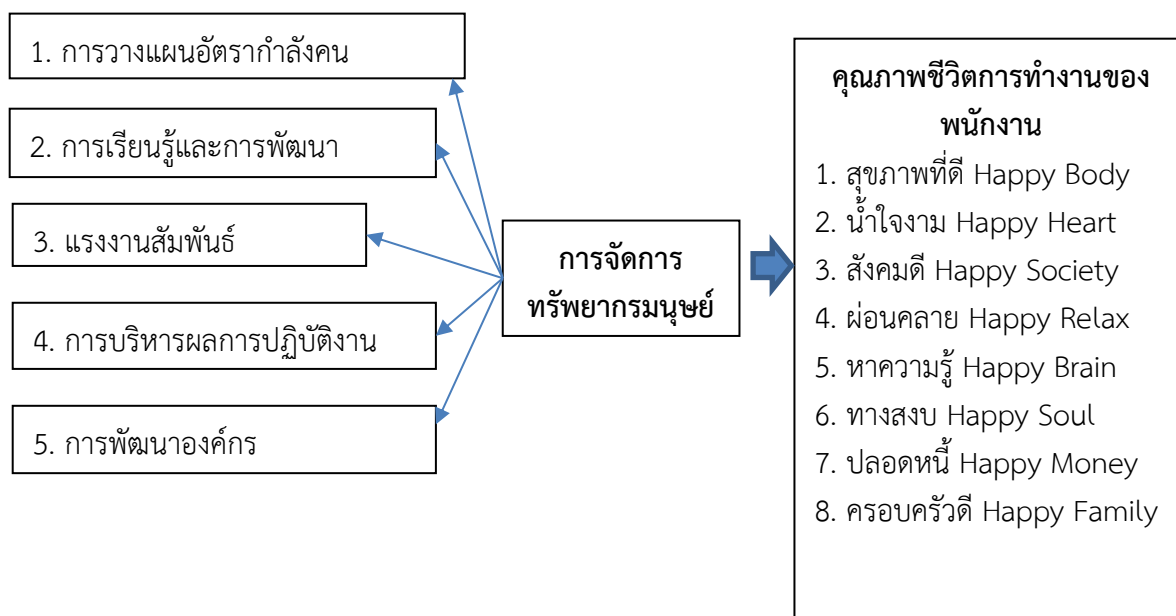 1. การวางแผนอัตรากำลังคน
2. การเรียนรู้และการพัฒนา
3. แรงงานสัมพันธ์
4. การบริหารผลการปฏิบัติงาน
5. การพัฒนาองค์กร
การจัดการ
ทรัพยากรมนุษย์
คุณภาพชีวิตการทำงานของ
พนักงาน
1. สุขภาพที่ดี Happy Body
2. น้ำใจงาม Happy Heart
3. สังคมดี Happy Society
4. ผ่อนคลาย Happy Relax
5. หาความรู้ Happy Brain
6. ทางสงบ Happy Soul
7. ปลอดหนี้ Happy Money
8. ครอบครัวดี Happy Family